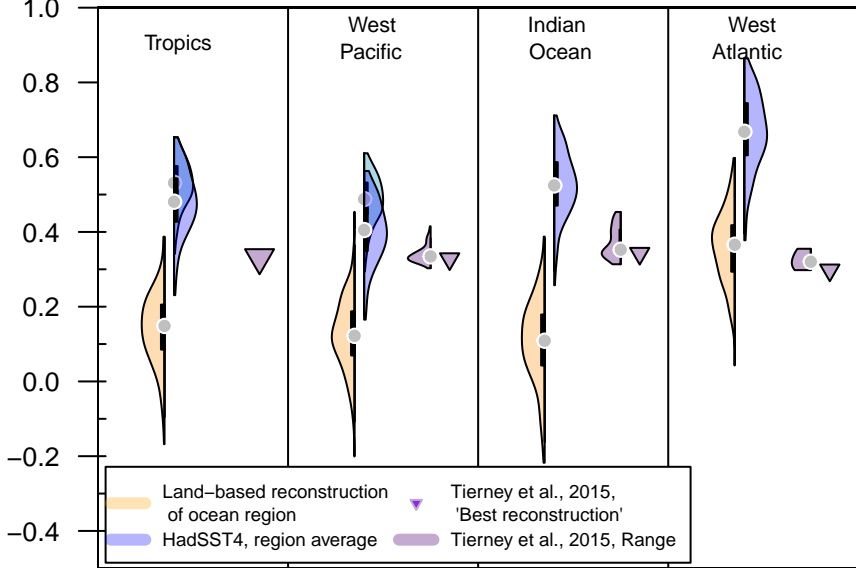 1.0
0.8
0.6
0.4
0.2
0.0
−0.2
−0.4
Tropics
West
Pacific
Indian
Ocean
West
Atlantic
Land−based reconstruction
of ocean region
HadSST4, region average
Tierney et al., 2015,
'Best reconstruction'
Tierney et al., 2015, Range